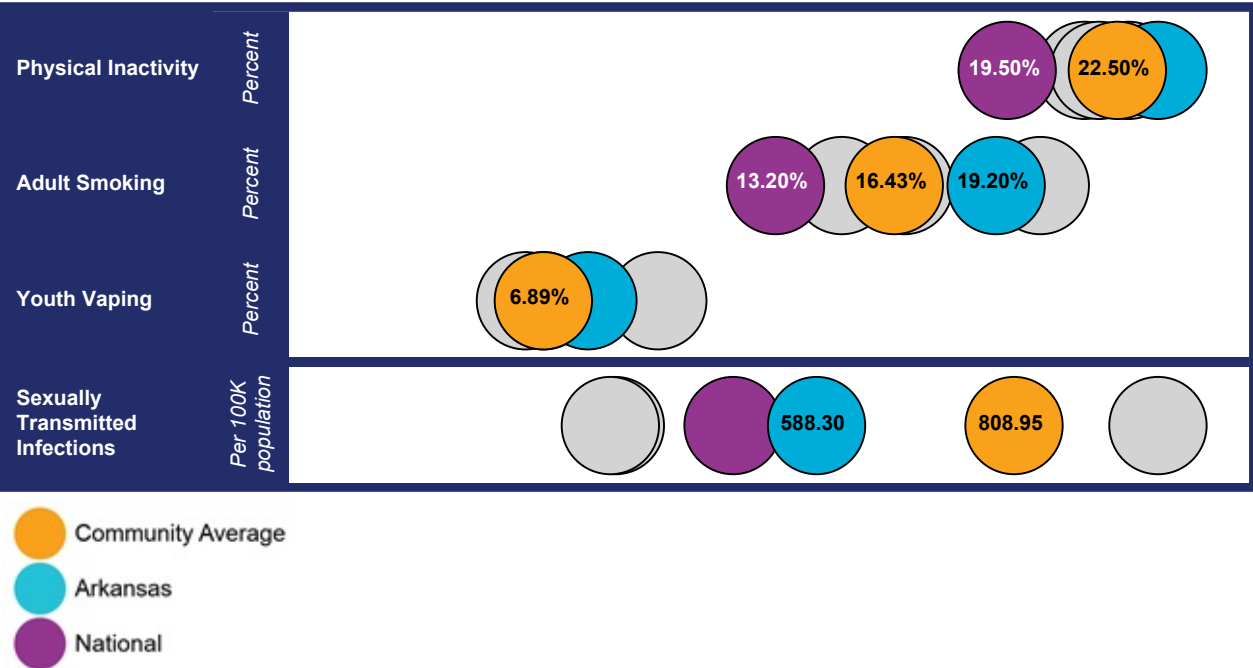 Physical Inactivity
Percent
19.50%
22.50%
Adult Smoking
Percent
13.20%
16.43%
19.20%
Youth Vaping
Percent
6.89%
Sexually
Transmitted
Infections
Per 100K
population
588.30
808.95
Community Average
Arkansas
National